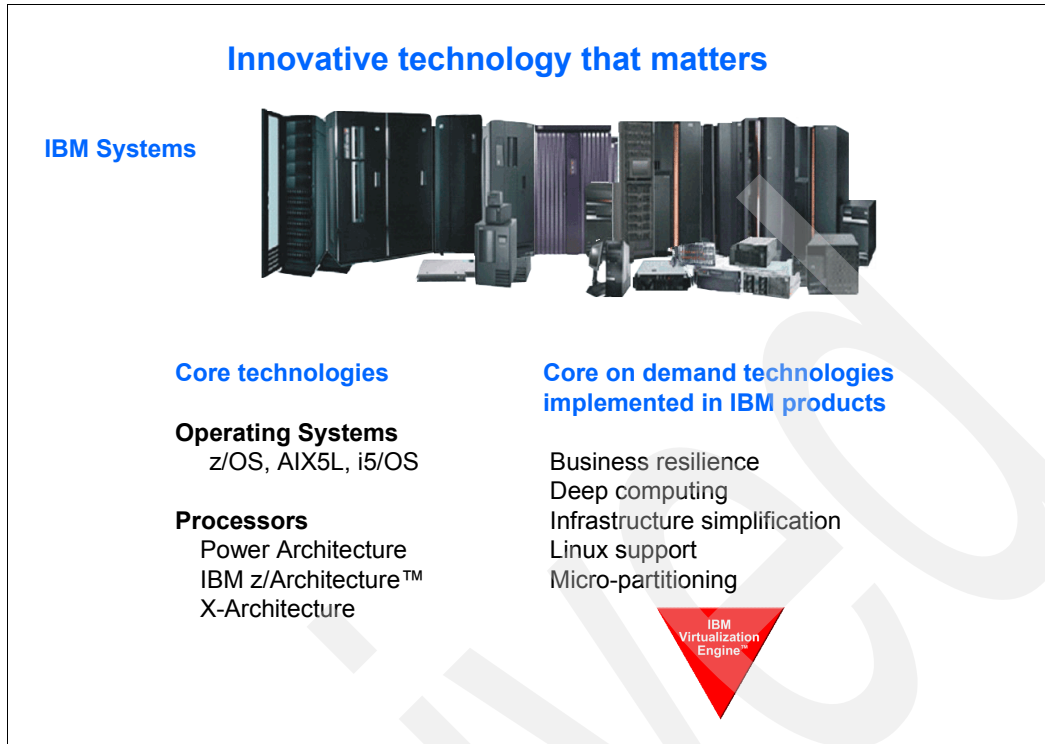 Innovative technology that matters
IBM Systems
Core technologies
Operating Systems
z/OS, AIX5L, i5/OS
Processors
Power Architecture
IBM z/Architecture™
X-Architecture
Core on demand technologies
implemented in IBM products
Business resilience
Deep computing
Infrastructure simplification
Linux support
Micro-partitioning
IBM
Virtualization
Engine™